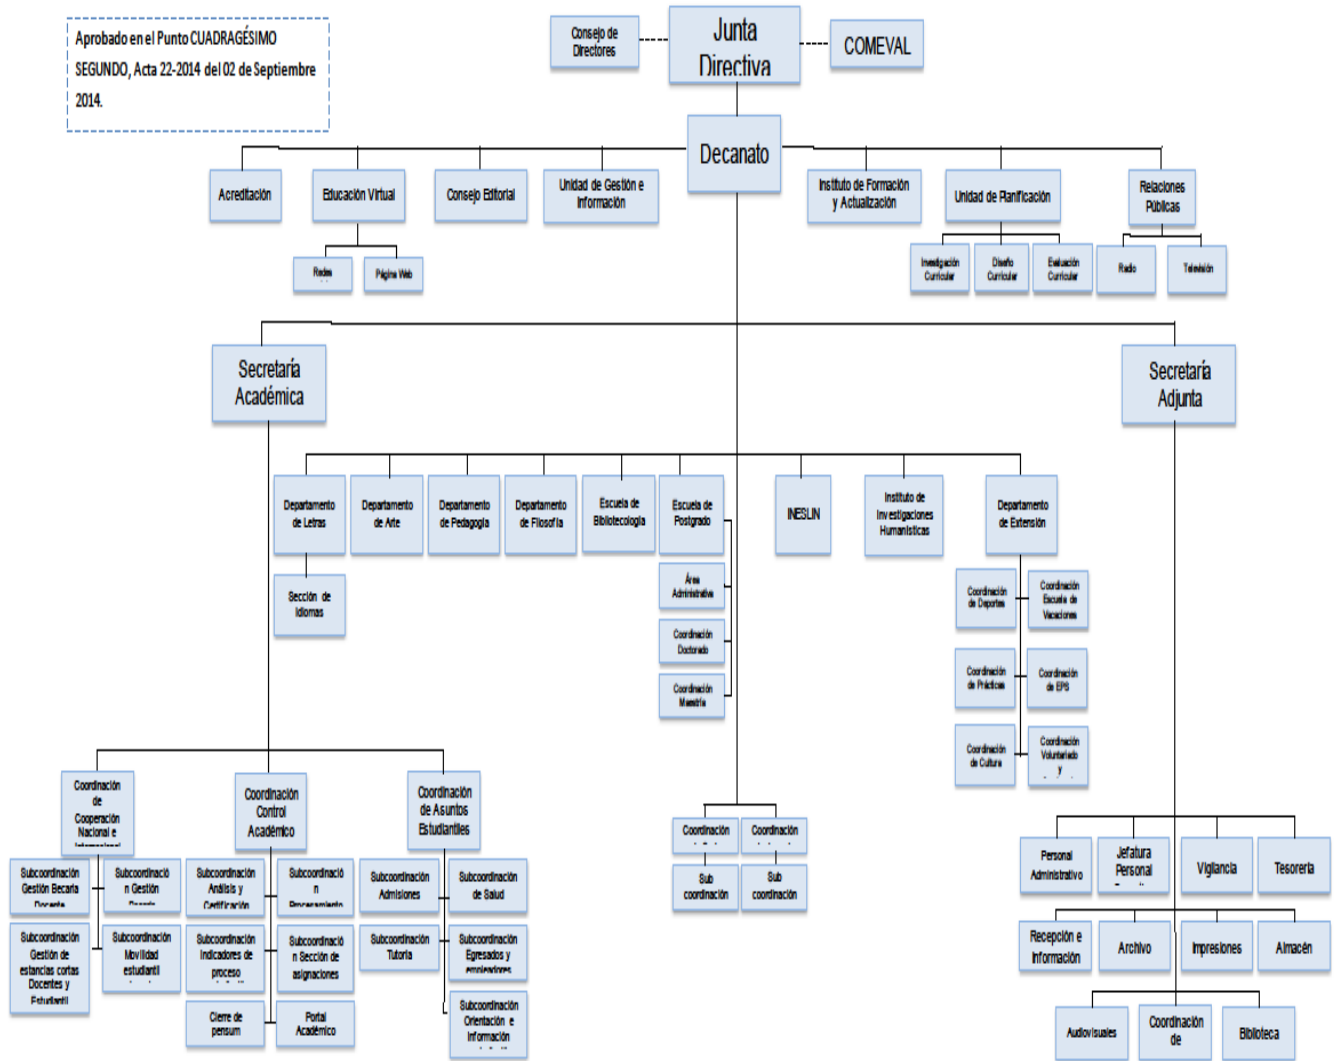 Aprobado en el Punto CUADRAGÉSIMO
SEGUNDO, Acta 22-2014 del 02 de Septiembre
2014.
Consejo de
Directores
Junta
Directiva
COMEVAL
Decanato
Acreditación
Educación Virtual
Consejo Editorial
Unidad de Gestión e
Información
Instituto de Formación
y Actualización
Unidad de Planificación
Relaciones
Públicas
Redes
Página Web
Investigación
Curricular
Diseño
Curricular
Evaluación
Curricular
Radio
Televisión
Secretaría
Académica
Secretaría
Adjunta
Departamento
de Letras
Departamento
de Arte
Departamento
de Pedagogía
Departamento
de Filosofía
Escuela de
Bibliotecología
Escuela de
Postgrado
INESLIN
Instituto de
Investigaciones
Humanísticas
Departamento
de Extensión
Sección de
Idiomas
Área
Administrativa
Coordinación
Doctorado
Coordinación
Maestría
Coordinación
de Deportes
Coordinación
Escuela de
Vacaciones
Coordinación
de Prácticas
Coordinación
de EPS
Coordinación
de Cultura
Coordinación
Voluntariado
y
Coordinación
de
Cooperación
Nacional e
Internacional
Coordinación
Control
Académico
Coordinación
de Asuntos
Estudiantiles
Subcoordinación
Gestión Becaria
Docente
Subcoordinació
n Gestión
Subcoordinación
Gestión de
estancias cortas
Docentes y
Estudiantil
Subcoordinación
Movilidad
estudiantil
Subcoordinación
Análisis y
Certificación
Subcoordinació
n
Procesamiento
Subcoordinación
Indicadores de
proceso
Subcoordinació
n Sección de
asignaciones
Cierre de
pensum
Portal
Académico
Subcoordinación
Admisiones
Subcoordinación
de Salud
Subcoordinación
Tutoría
Subcoordinación
Egresados y
empleadores
Subcoordinación
Orientación e
Información
Coordinación
Coordinación
Sub
coordinación
Sub
coordinación
Personal
Administrativo
Jefatura
Personal
Vigilancia
Tesorería
Recepción e
Información
Archivo
Impresiones
Almacén
Audiovisuales
Coordinación
de
Biblioteca